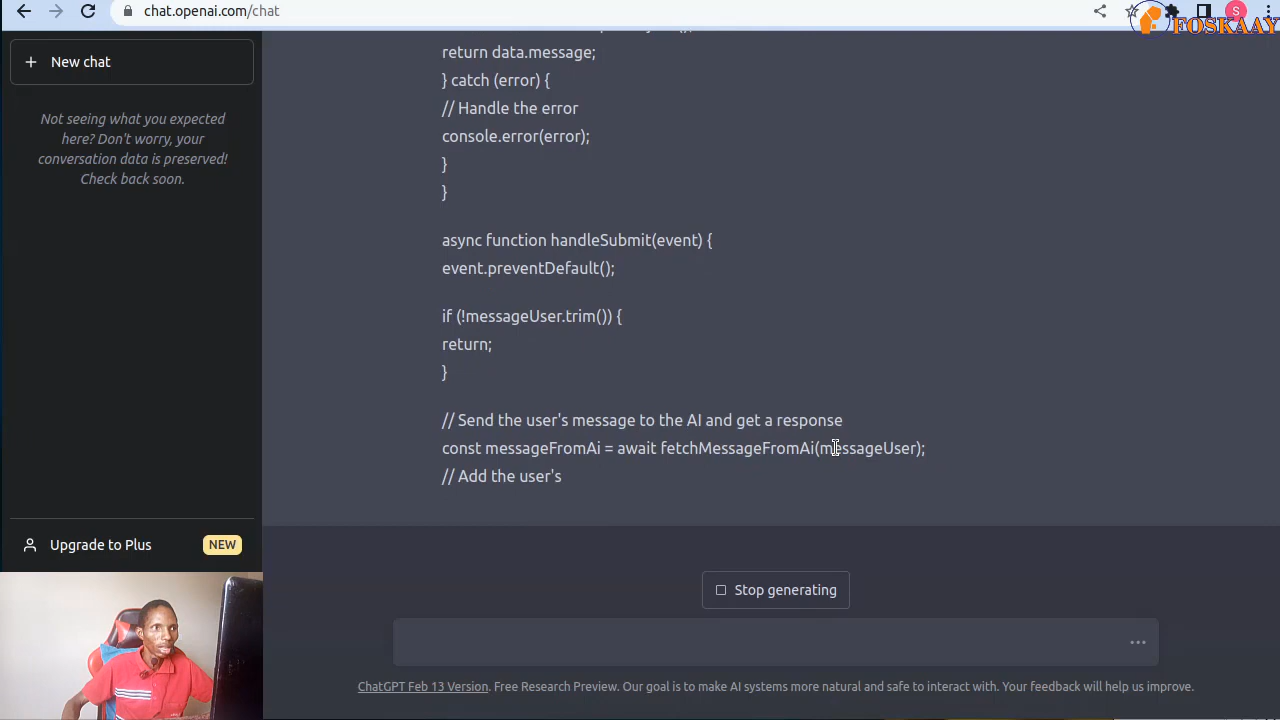 chat.openai.com/chat
S
FOSKAAY
New chat
Not seeing what you expected
here? Don't worry, your
conversation data is preserved!
Check back soon.
return data.message;
} catch (error) {
// Handle the error
console.error(error);
}
}
async function handleSubmit(event) {
event.preventDefault();
if (!messageUser.trim()) {
return;
}
// Send the user's message to the AI and get a response
const messageFromAi = await fetchMessageFromAi(messageUser);
// Add the user's
Upgrade to Plus NEW
Stop generating
ChatGPT Feb 13 Version. Free Research Preview. Our goal is to make AI systems more natural and safe to interact with. Your feedback will help us improve.